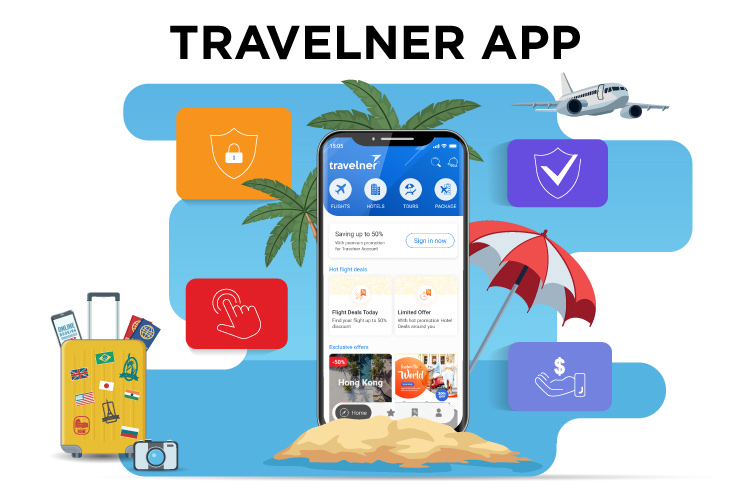 TRAVELNER APP
15:05
travelner
FLIGHTS HOTELS TOURS PACKAGE
Saving up to 50%
With premium promotion
for Travelner Account
Sign in now
Hot flight deals
Flight Deals Today
Find your flight up to 50%
discount
Limited Offer
With hot promotion Hotel
Deals around you
Exclusive offers
-50%
Hong Kong
World
Home
$
ONLINE
BOOKING